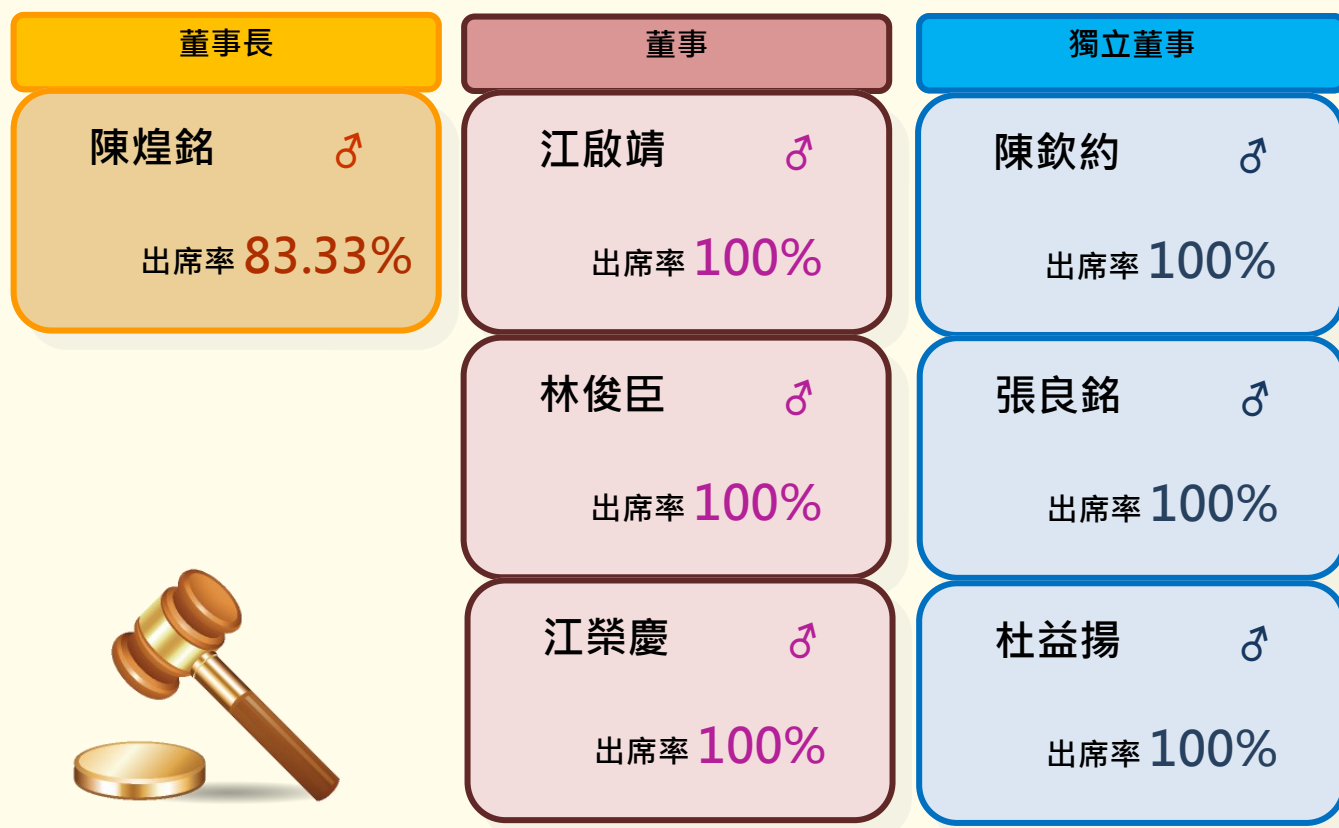 董事長
陳煌銘 ♂
出席率 83.33%
董事
江啟靖 ♂
出席率 100%
林俊臣 ♂
出席率 100%
江榮慶 ♂
出席率 100%
獨立董事
陳欽約 ♂
出席率 100%
張良銘 ♂
出席率 100%
杜益揚 ♂
出席率 100%